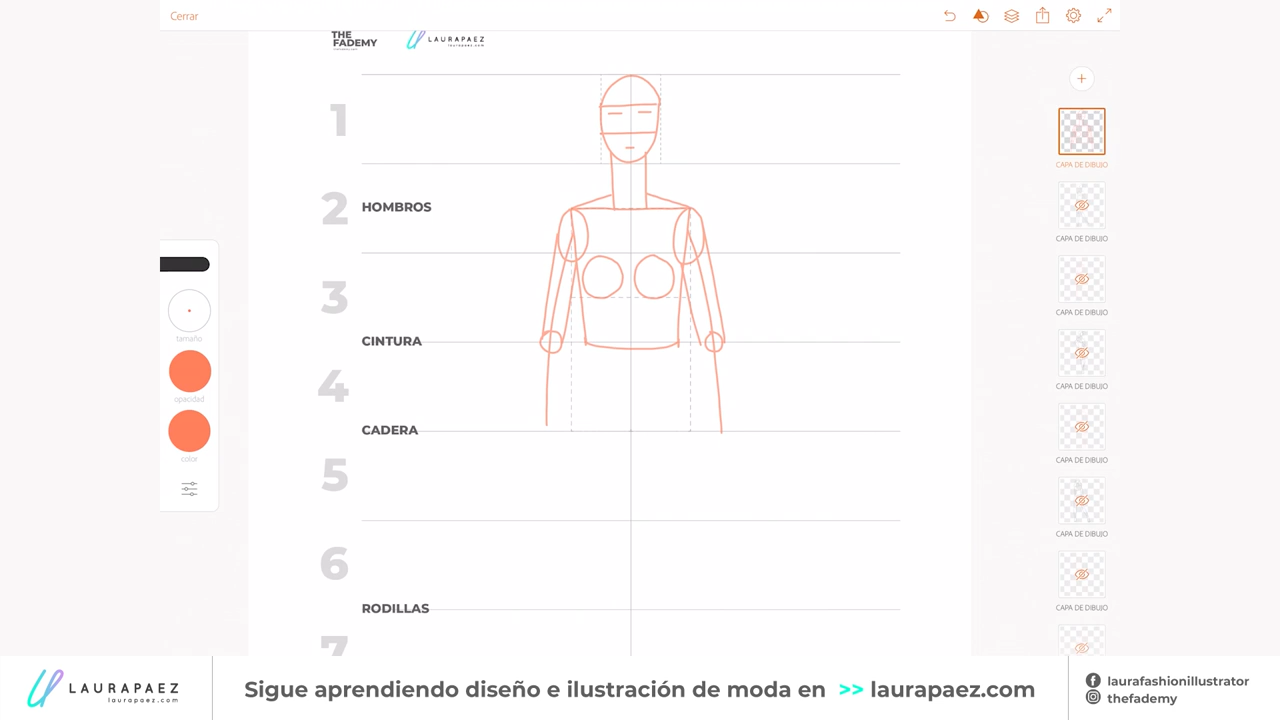 Cerrar
THE
FADEMY
LAURAPAEZ
laurapaez.com
1
2
HOMBROS
3
CINTURA
4
CADERA
5
6
RODILLAS
7
tamaño
opacidad
color
CAPA DE DIBUJO
CAPA DE DIBUJO
CAPA DE DIBUJO
CAPA DE DIBUJO
CAPA DE DIBUJO
CAPA DE DIBUJO
CAPA DE DIBUJO
LAURAPAEZ
laurapaez.com
Sigue aprendiendo diseño e ilustración de moda en >> laurapaez.com
laurafashionillustrator
thefademy